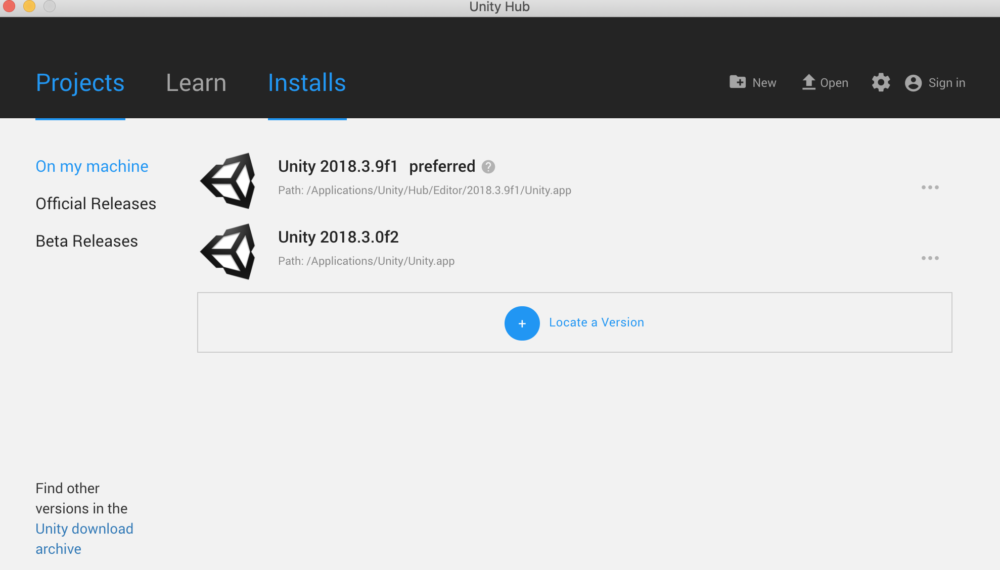 Unity Hub
Projects Learn Installs New Open Sign in
On my machine
Official Releases
Beta Releases
Unity 2018.3.9f1 preferred ?
Path: /Applications/Unity/Hub/Editor/2018.3.9f1/Unity.app
Unity 2018.3.0f2
Path: /Applications/Unity/Unity.app
+ Locate a Version
Find other
versions in the
Unity download
archive